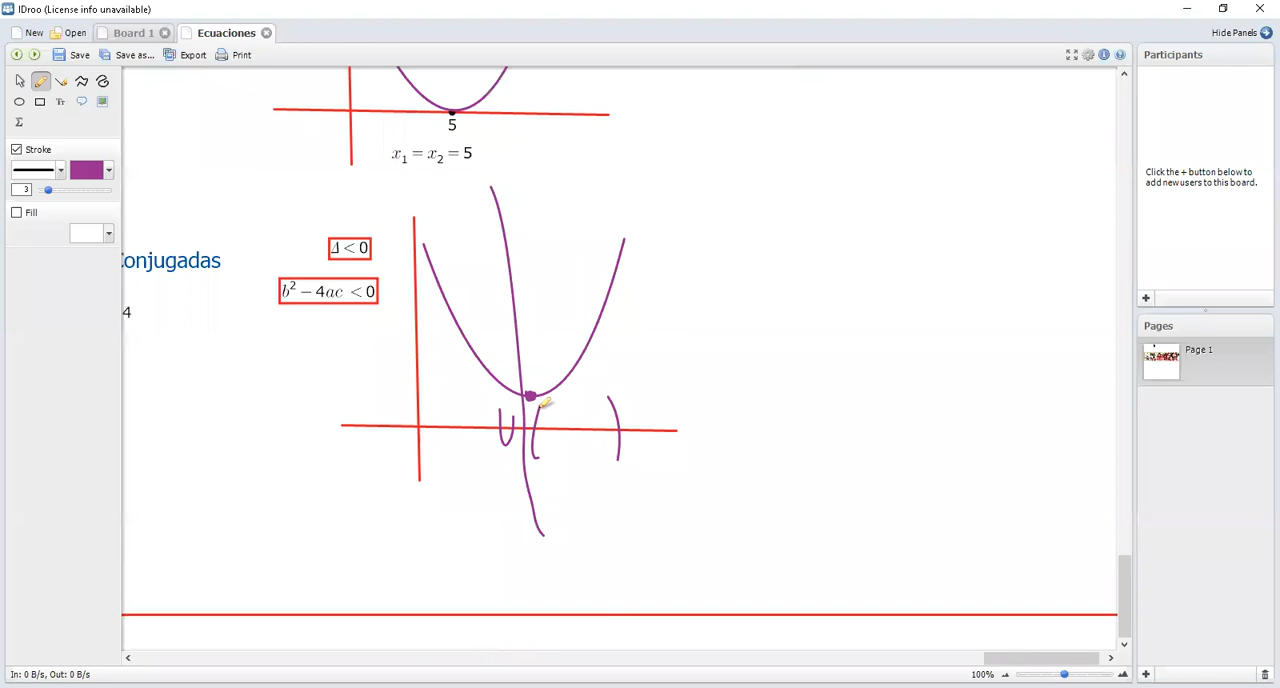 IDroo (License info unavailable)
New Open Board 1 Ecuaciones Hide Panels
Save Save as... Export Print
Participants
Click the + button below to
add new users to this board.
Stroke
3
Fill
5
x₁ = x₂ = 5
Δ < 0
Conjugadas
b² − 4ac < 0
4
Pages
Page 1
In: 0 B/s, Out: 0 B/s
100%